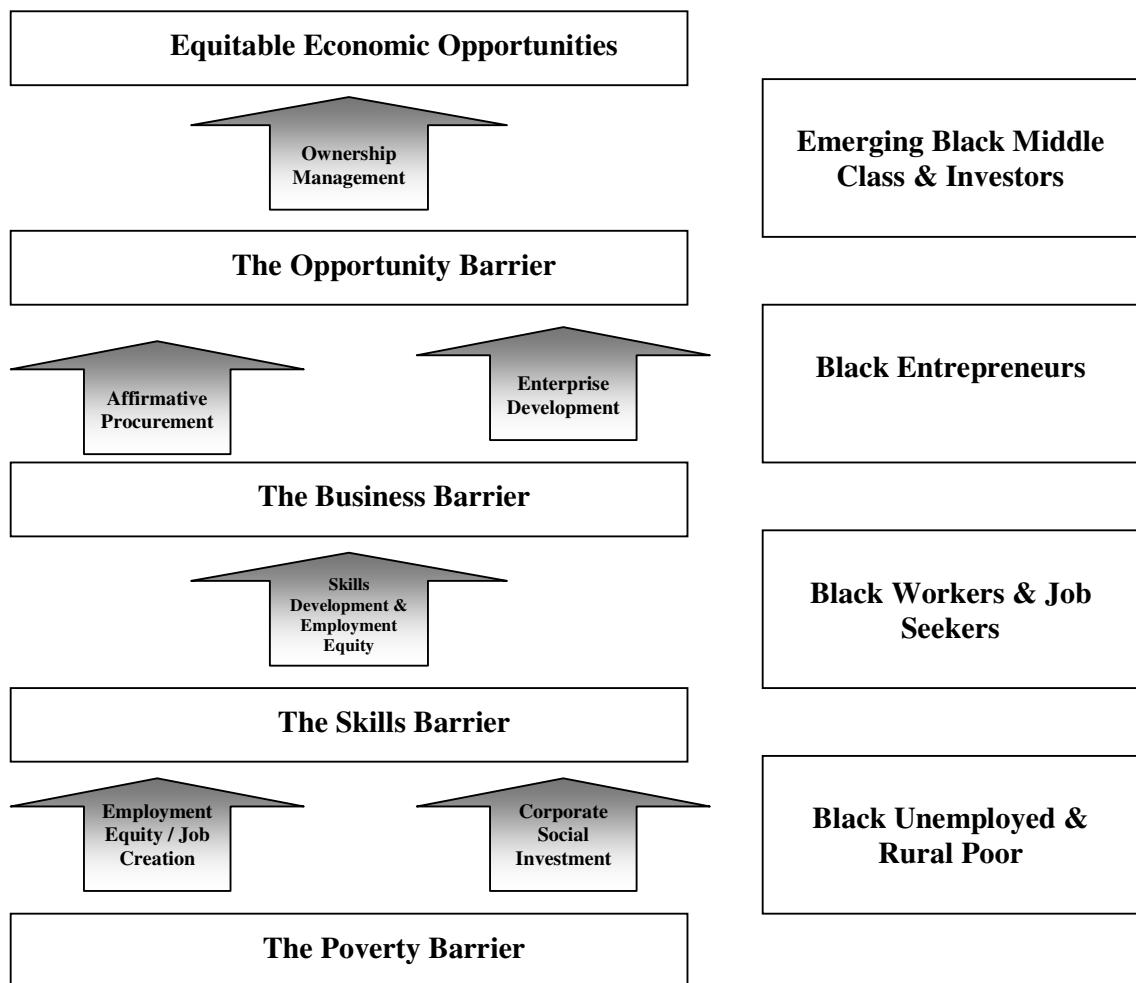 Equitable Economic Opportunities
Ownership
Management
Emerging Black Middle
Class & Investors
The Opportunity Barrier
Affirmative
Procurement
Enterprise
Development
Black Entrepreneurs
The Business Barrier
Skills
Development &
Employment
Equity
Black Workers & Job
Seekers
The Skills Barrier
Employment
Equity / Job
Creation
Corporate
Social
Investment
Black Unemployed &
Rural Poor
The Poverty Barrier